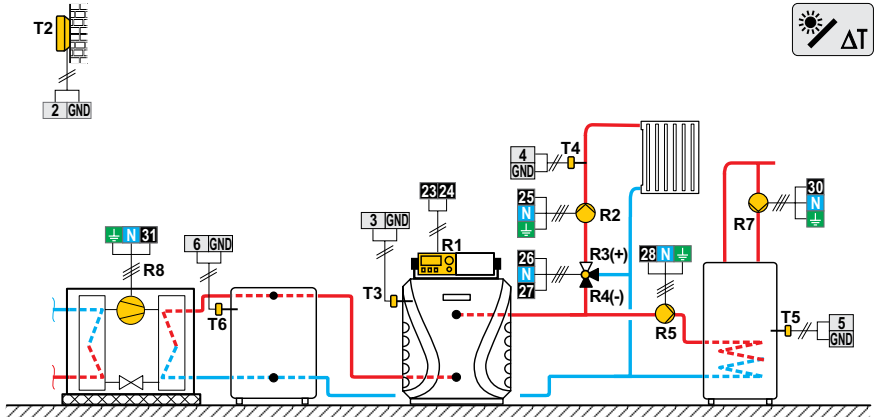 T2
ΔT
2 GND
T4
4
GND
23 24
25
N
R2
30
N
R7
3 GND
6 GND
N 31
R8
R1
26
N
27
R3(+)
R4(-)
28 N
T3
T6
R5
T5
5
GND